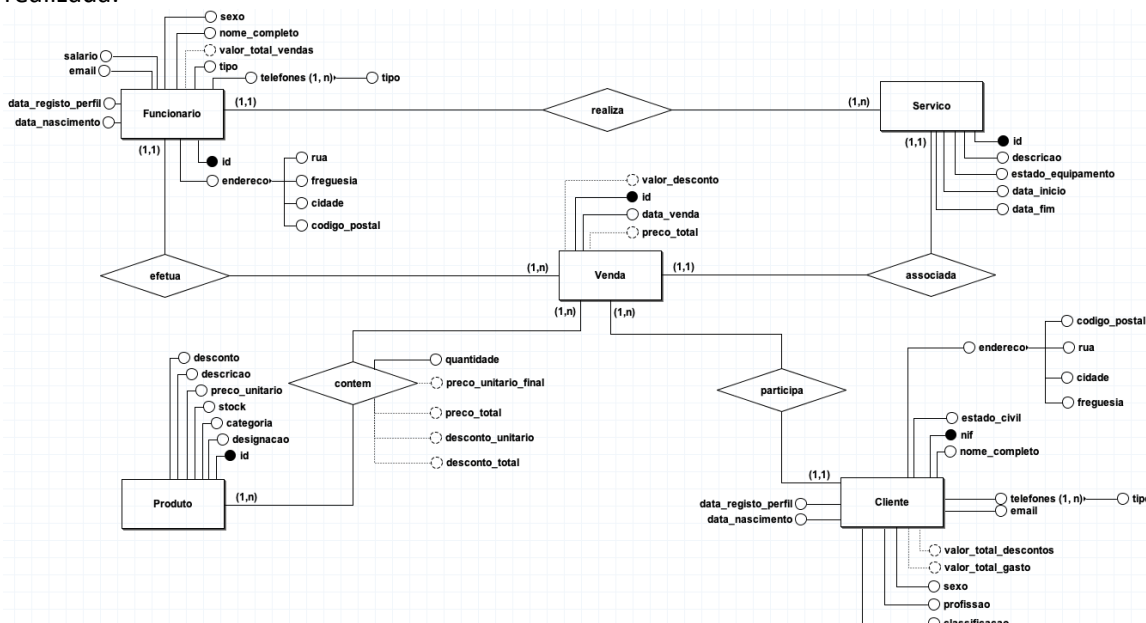 realizada.
sexo
nome_completo
valor_total_vendas
tipo
telefones (1, n)
tipo
salario
email
data_registo_perfil
data_nascimento
Funcionario
(1,1)
realiza
(1,n)
Servico
(1,1)
(1,1)
id
endereco
rua
freguesia
cidade
codigo_postal
id
descricao
estado_equipamento
data_inicio
data_fim
valor_desconto
id
data_venda
preco_total
efetua
(1,n)
Venda
(1,1)
associada
(1,n)
(1,n)
desconto
descricao
preco_unitario
stock
categoria
designacao
id
contem
quantidade
preco_unitario_final
preco_total
desconto_unitario
desconto_total
participa
endereco
codigo_postal
rua
cidade
freguesia
estado_civil
nif
nome_completo
Produto
(1,n)
(1,1)
data_registo_perfil
data_nascimento
Cliente
telefones (1, n)
email
valor_total_descontos
valor_total_gasto
sexo
profissao